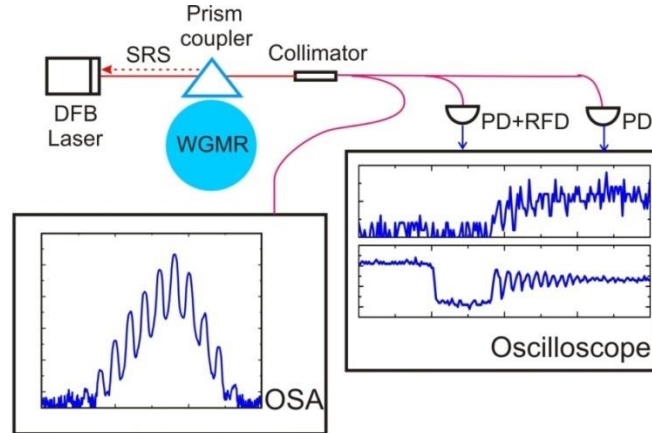 Prism
coupler
SRS
Collimator
DFB
Laser
WGMR
PD+RFD
PD
OSA
Oscilloscope